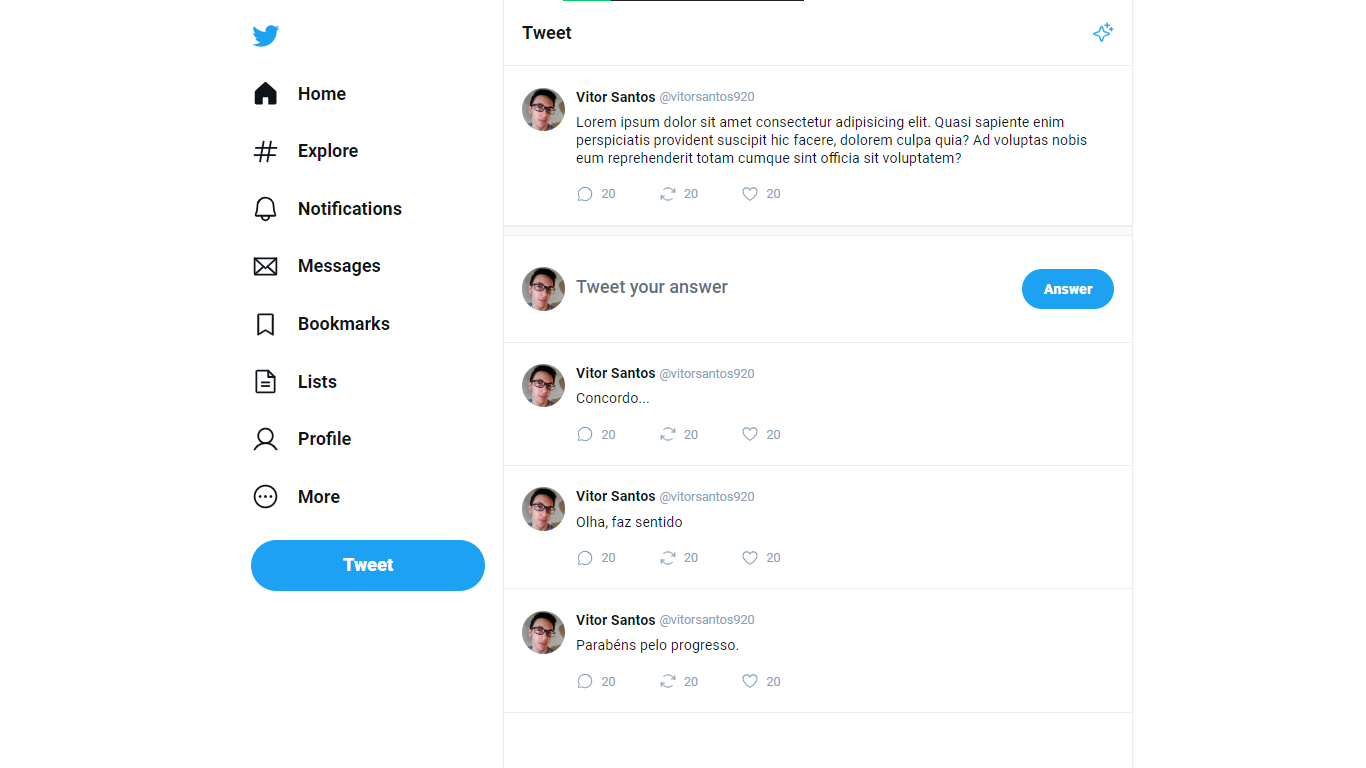 Home
Explore
Notifications
Messages
Bookmarks
Lists
Profile
More
Tweet
Tweet
Vitor Santos @vitorsantos920
Lorem ipsum dolor sit amet consectetur adipisicing elit. Quasi sapiente enim
perspiciatis provident suscipit hic facere, dolorem culpa quia? Ad voluptas nobis
eum reprehenderit totam cumque sint officia sit voluptatem?
20 20 20
Tweet your answer Answer
Vitor Santos @vitorsantos920
Concordo...
20 20 20
Vitor Santos @vitorsantos920
Olha, faz sentido
20 20 20
Vitor Santos @vitorsantos920
Parabéns pelo progresso.
20 20 20